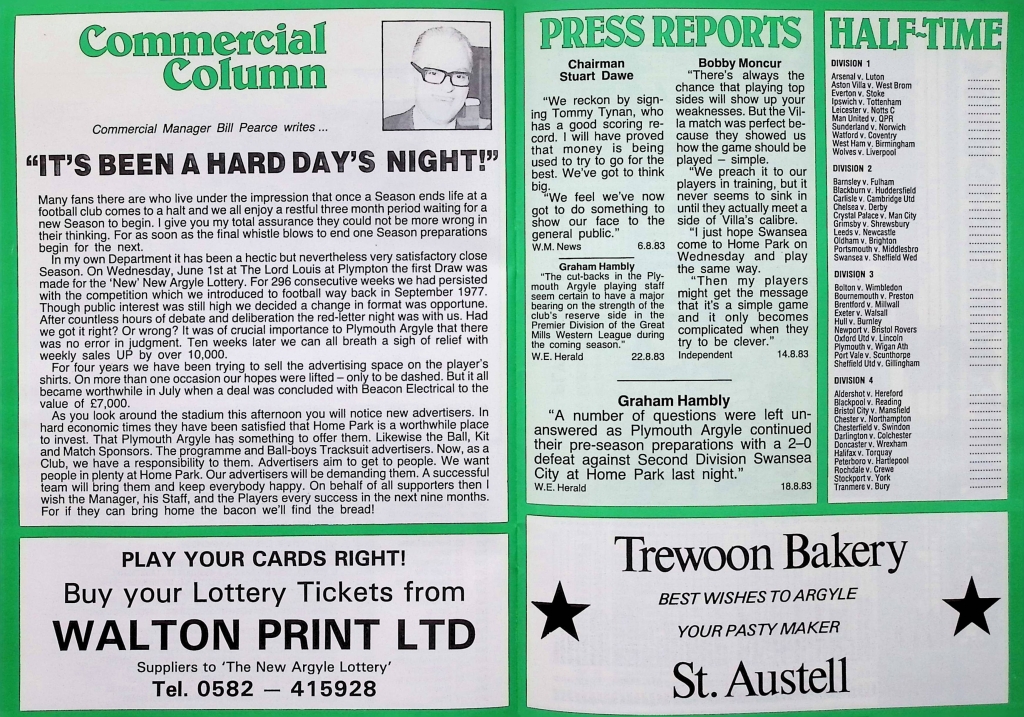 Commercial
Column
Commercial Manager Bill Pearce writes ...
“IT’S BEEN A HARD DAY’S NIGHT!”
Many fans there are who live under the impression that once a Season ends life at a
football club comes to a halt and we all enjoy a restful three month period waiting for a
new Season to begin. I give you my total assurance they could not be more wrong in
their thinking. For as soon as the final whistle blows to end one Season preparations
begin for the next.
In my own Department it has been a hectic but nevertheless very satisfactory close
Season. On Wednesday, June 1st at The Lord Louis at Plympton the first Draw was
made for the ‘New’ New Argyle Lottery. For 296 consecutive weeks we had persisted
with the competition which we introduced to football way back in September 1977.
Though public interest was still high we decided a change in format was opportune.
After countless hours of debate and deliberation the red-letter night was with us. Had
we got it right? Or wrong? It was of crucial importance to Plymouth Argyle that there
was no error in judgment. Ten weeks later we can all breath a sigh of relief with
weekly sales UP by over 10,000.
For four years we have been trying to sell the advertising space on the player’s
shirts. On more than one occasion our hopes were lifted – only to be dashed. But it all
became worthwhile in July when a deal was concluded with Beacon Electrical to the
value of £7,000.
As you look around the stadium this afternoon you will notice new advertisers. In
hard economic times they have been satisfied that Home Park is a worthwhile place
to invest. That Plymouth Argyle has something to offer them. Likewise the Ball, Kit
and Match Sponsors. The programme and Ball-boys Tracksuit advertisers. Now, as a
Club, we have a responsibility to them. Advertisers aim to get to people. We want
people in plenty at Home Park. Our advertisers will be demanding them. A successful
team will bring them and keep everybody happy. On behalf of all supporters then I
wish the Manager, his Staff, and the Players every success in the next nine months.
For if they can bring home the bacon we’ll find the bread!
PLAY YOUR CARDS RIGHT!
Buy your Lottery Tickets from
WALTON PRINT LTD
Suppliers to ‘The New Argyle Lottery’
Tel. 0582 — 415928
PRESS REPORTS
Chairman
Stuart Dawe
“We reckon by sign-
ing Tommy Tynan, who
has a good scoring re-
cord. I will have proved
that money is being
used to try to go for the
best. We’ve got to think
big.
“We feel we’ve now
got to do something to
show our face to the
general public.”
W.M. News 6.8.83
Graham Hambly
“The cut-backs in the Ply-
mouth Argyle playing staff
seem certain to have a major
bearing on the strength of the
club’s reserve side in the
Premier Division of the Great
Mills Western League during
the coming season.”
W.E. Herald 22.8.83
Bobby Moncur
“There’s always the
chance that playing top
sides will show up your
weaknesses. But the Vil-
la match was perfect be-
cause they showed us
how the game should be
played – simple.
“We preach it to our
players in training, but it
never seems to sink in
until they actually meet a
side of Villa’s calibre.
“I just hope Swansea
come to Home Park on
Wednesday and play
the same way.
“Then my players
might get the message
that it’s a simple game
and it only becomes
complicated when they
try to be clever.”
Independent 14.8.83
Graham Hambly
“A number of questions were left un-
answered as Plymouth Argyle continued
their pre-season preparations with a 2–0
defeat against Second Division Swansea
City at Home Park last night.”
W.E. Herald 18.8.83
HALF-TIME
DIVISION 1
Arsenal v. Luton
Aston Villa v. West Brom
Everton v. Stoke
Ipswich v. Tottenham
Leicester v. Notts C
Man United v. QPR
Sunderland v. Norwich
Watford v. Coventry
West Ham v. Birmingham
Wolves v. Liverpool
DIVISION 2
Barnsley v. Fulham
Blackburn v. Huddersfield
Carlisle v. Cambridge Utd
Chelsea v. Derby
Crystal Palace v. Man City
Grimsby v. Shrewsbury
Leeds v. Newcastle
Oldham v. Brighton
Portsmouth v. Middlesbro
Swansea v. Sheffield Wed
DIVISION 3
Bolton v. Wimbledon
Bournemouth v. Preston
Brentford v. Millwall
Exeter v. Walsall
Hull v. Burnley
Newport v. Bristol Rovers
Oxford Utd v. Lincoln
Plymouth v. Wigan Ath
Port Vale v. Scunthorpe
Sheffield Utd v. Gillingham
DIVISION 4
Aldershot v. Hereford
Blackpool v. Reading
Bristol City v. Mansfield
Chester v. Northampton
Chesterfield v. Swindon
Darlington v. Colchester
Doncaster v. Wrexham
Halifax v. Torquay
Peterboro v. Hartlepool
Rochdale v. Crewe
Stockport v. York
Tranmere v. Bury
Trewoon Bakery
BEST WISHES TO ARGYLE
YOUR PASTY MAKER
St. Austell